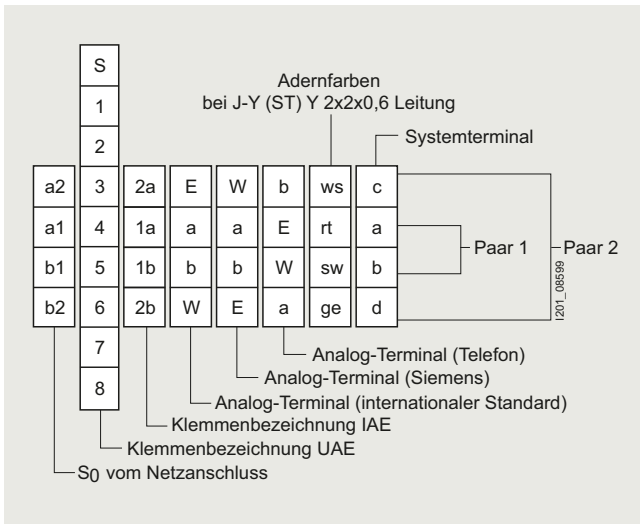 S
1
Adernfarben
bei J-Y (ST) Y 2x2x0,6 Leitung
2
Systemterminal
a2 3 2a E W b ws c
a1 4 1a a a E rt a
Paar 1
Paar 2
b1 5 1b b b W sw b
b2 6 2b W E a ge d
I201_08599
7
8
Analog-Terminal (Telefon)
Analog-Terminal (Siemens)
Analog-Terminal (internationaler Standard)
Klemmenbezeichnung IAE
Klemmenbezeichnung UAE
S0 vom Netzanschluss